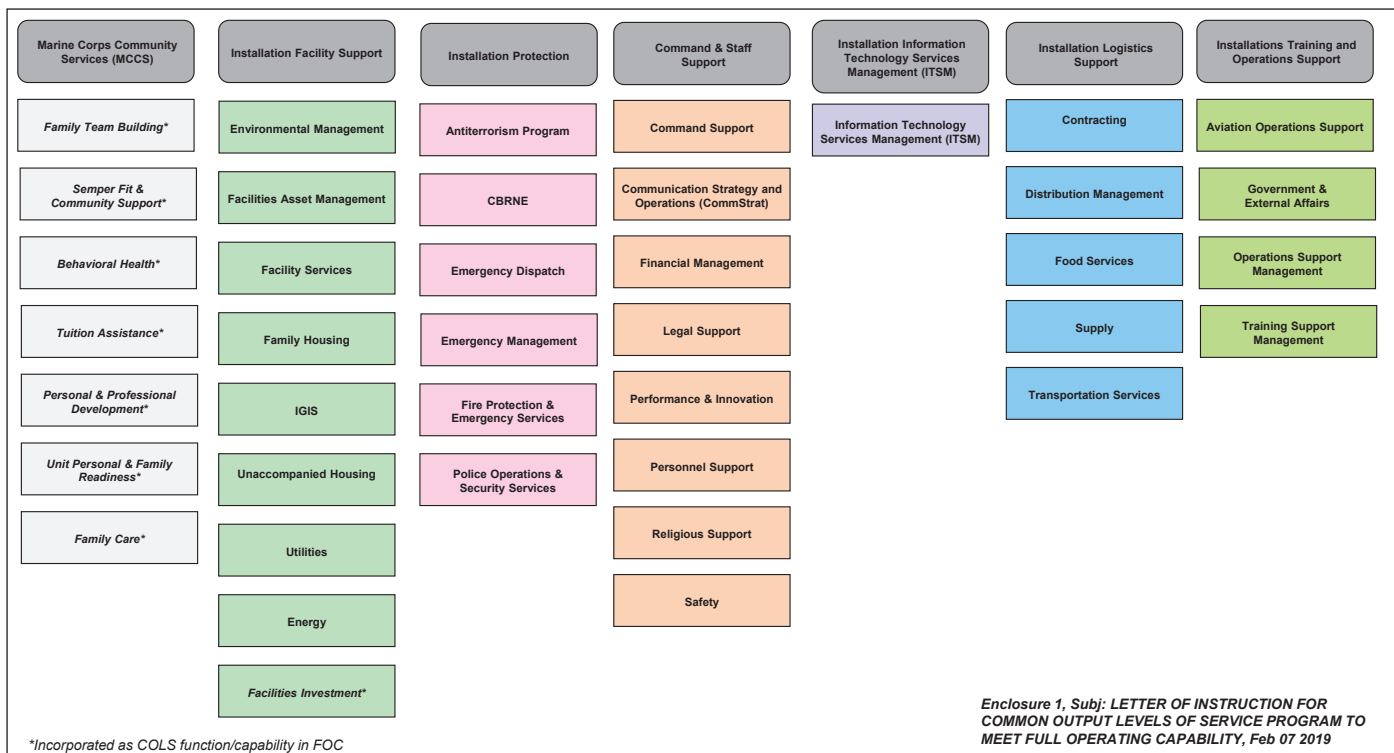 Marine Corps Community
Services (MCCS)
Family Team Building*
Semper Fit &
Community Support*
Behavioral Health*
Tuition Assistance*
Personal & Professional
Development*
Unit Personal & Family
Readiness*
Family Care*
Installation Facility Support
Environmental Management
Facilities Asset Management
Facility Services
Family Housing
IGIS
Unaccompanied Housing
Utilities
Energy
Facilities Investment*
Installation Protection
Antiterrorism Program
CBRNE
Emergency Dispatch
Emergency Management
Fire Protection &
Emergency Services
Police Operations &
Security Services
Command & Staff
Support
Command Support
Communication Strategy and
Operations (CommStrat)
Financial Management
Legal Support
Performance & Innovation
Personnel Support
Religious Support
Safety
Installation Information
Technology Services
Management (ITSM)
Information Technology
Services Management (ITSM)
Installation Logistics
Support
Contracting
Distribution Management
Food Services
Supply
Transportation Services
Installations Training and
Operations Support
Aviation Operations Support
Government &
External Affairs
Operations Support
Management
Training Support
Management
*Incorporated as COLS function/capability in FOC
Enclosure 1, Subj: LETTER OF INSTRUCTION FOR
COMMON OUTPUT LEVELS OF SERVICE PROGRAM TO
MEET FULL OPERATING CAPABILITY, Feb 07 2019